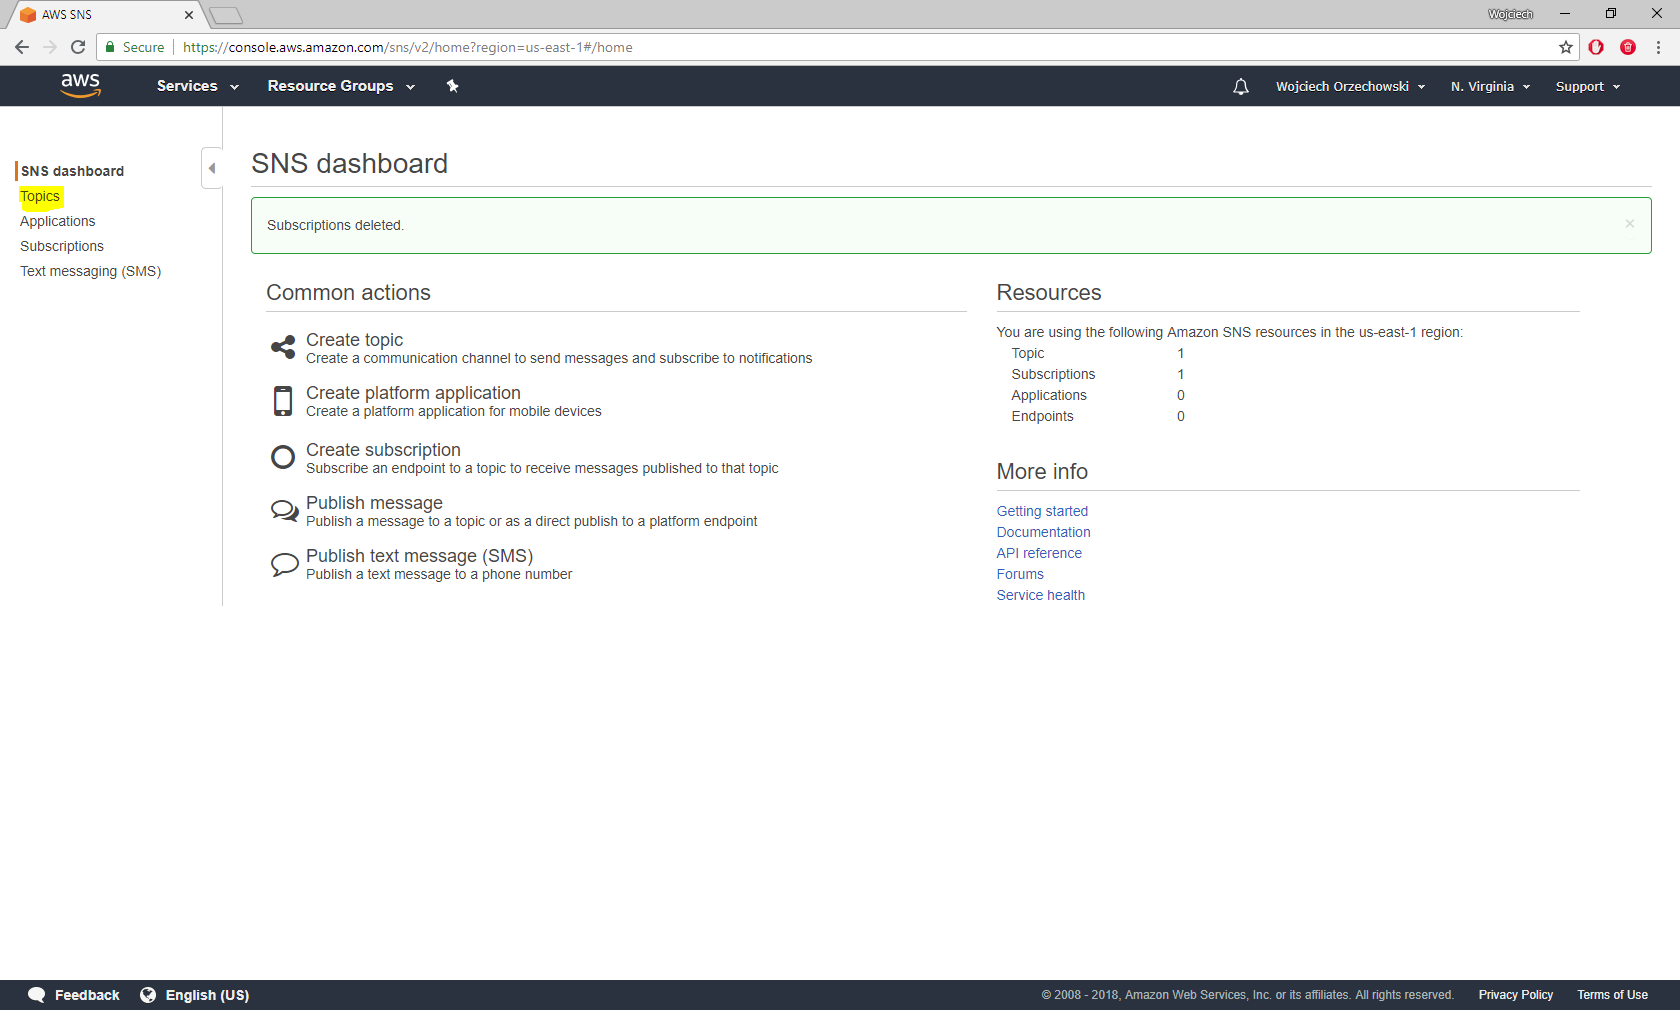 AWS SNS
Wojciech
Secure https://console.aws.amazon.com/sns/v2/home?region=us-east-1#/home
aws Services Resource Groups Wojciech Orzechowski N. Virginia Support
SNS dashboard
Topics
Applications
Subscriptions
Text messaging (SMS)
SNS dashboard
Subscriptions deleted.
Common actions
Create topic
Create a communication channel to send messages and subscribe to notifications
Create platform application
Create a platform application for mobile devices
Create subscription
Subscribe an endpoint to a topic to receive messages published to that topic
Publish message
Publish a message to a topic or as a direct publish to a platform endpoint
Publish text message (SMS)
Publish a text message to a phone number
Resources
You are using the following Amazon SNS resources in the us-east-1 region:
Topic 1
Subscriptions 1
Applications 0
Endpoints 0
More info
Getting started
Documentation
API reference
Forums
Service health
Feedback English (US) © 2008 - 2018, Amazon Web Services, Inc. or its affiliates. All rights reserved. Privacy Policy Terms of Use